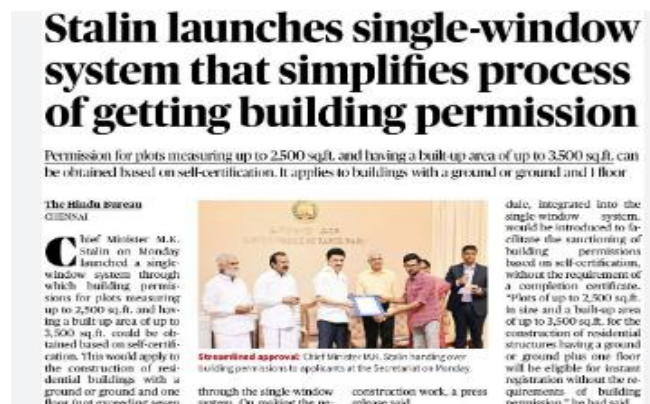 Stalin launches single-window
system that simplifies process
of getting building permission
Permission for plots measuring up to 2,500 sq.ft. and having a built-up area of up to 3,500 sq.ft. can
be obtained based on self-certification. It applies to buildings with a ground or ground and 1 floor
The Hindu Bureau
CHENNAI
Chief Minister M.K.
Stalin on Monday
launched a single-
window system through
which building permis-
sions for plots measuring
up to 2,500 sq.ft. and hav-
ing a built up area of up to
3,500 sq.ft. could be ob-
tained based on self-certifi-
cation. This would apply to
the construction of resi-
dential buildings with a
ground or ground and one
floor (not exceeding seven
Streamlined approval: Chief Minister M.K. Stalin handing over
building permissions to applicants at the Secretariat on Monday.
through the single-window
system. On making the
construction work, a press
release said.
dule, integrated into the
single-window system,
would be introduced to fa-
cilitate the sanctioning of
building permissions
based on self-certification,
without the requirement of
a completion certificate.
"Plots of up to 2,500 sq.ft.
in size and a built-up area
of up to 3,500 sq.ft. for the
construction of residential
structures having a ground
or ground plus one floor
will be eligible for instant
registration without the re-
quirements of building
permission," he had said.